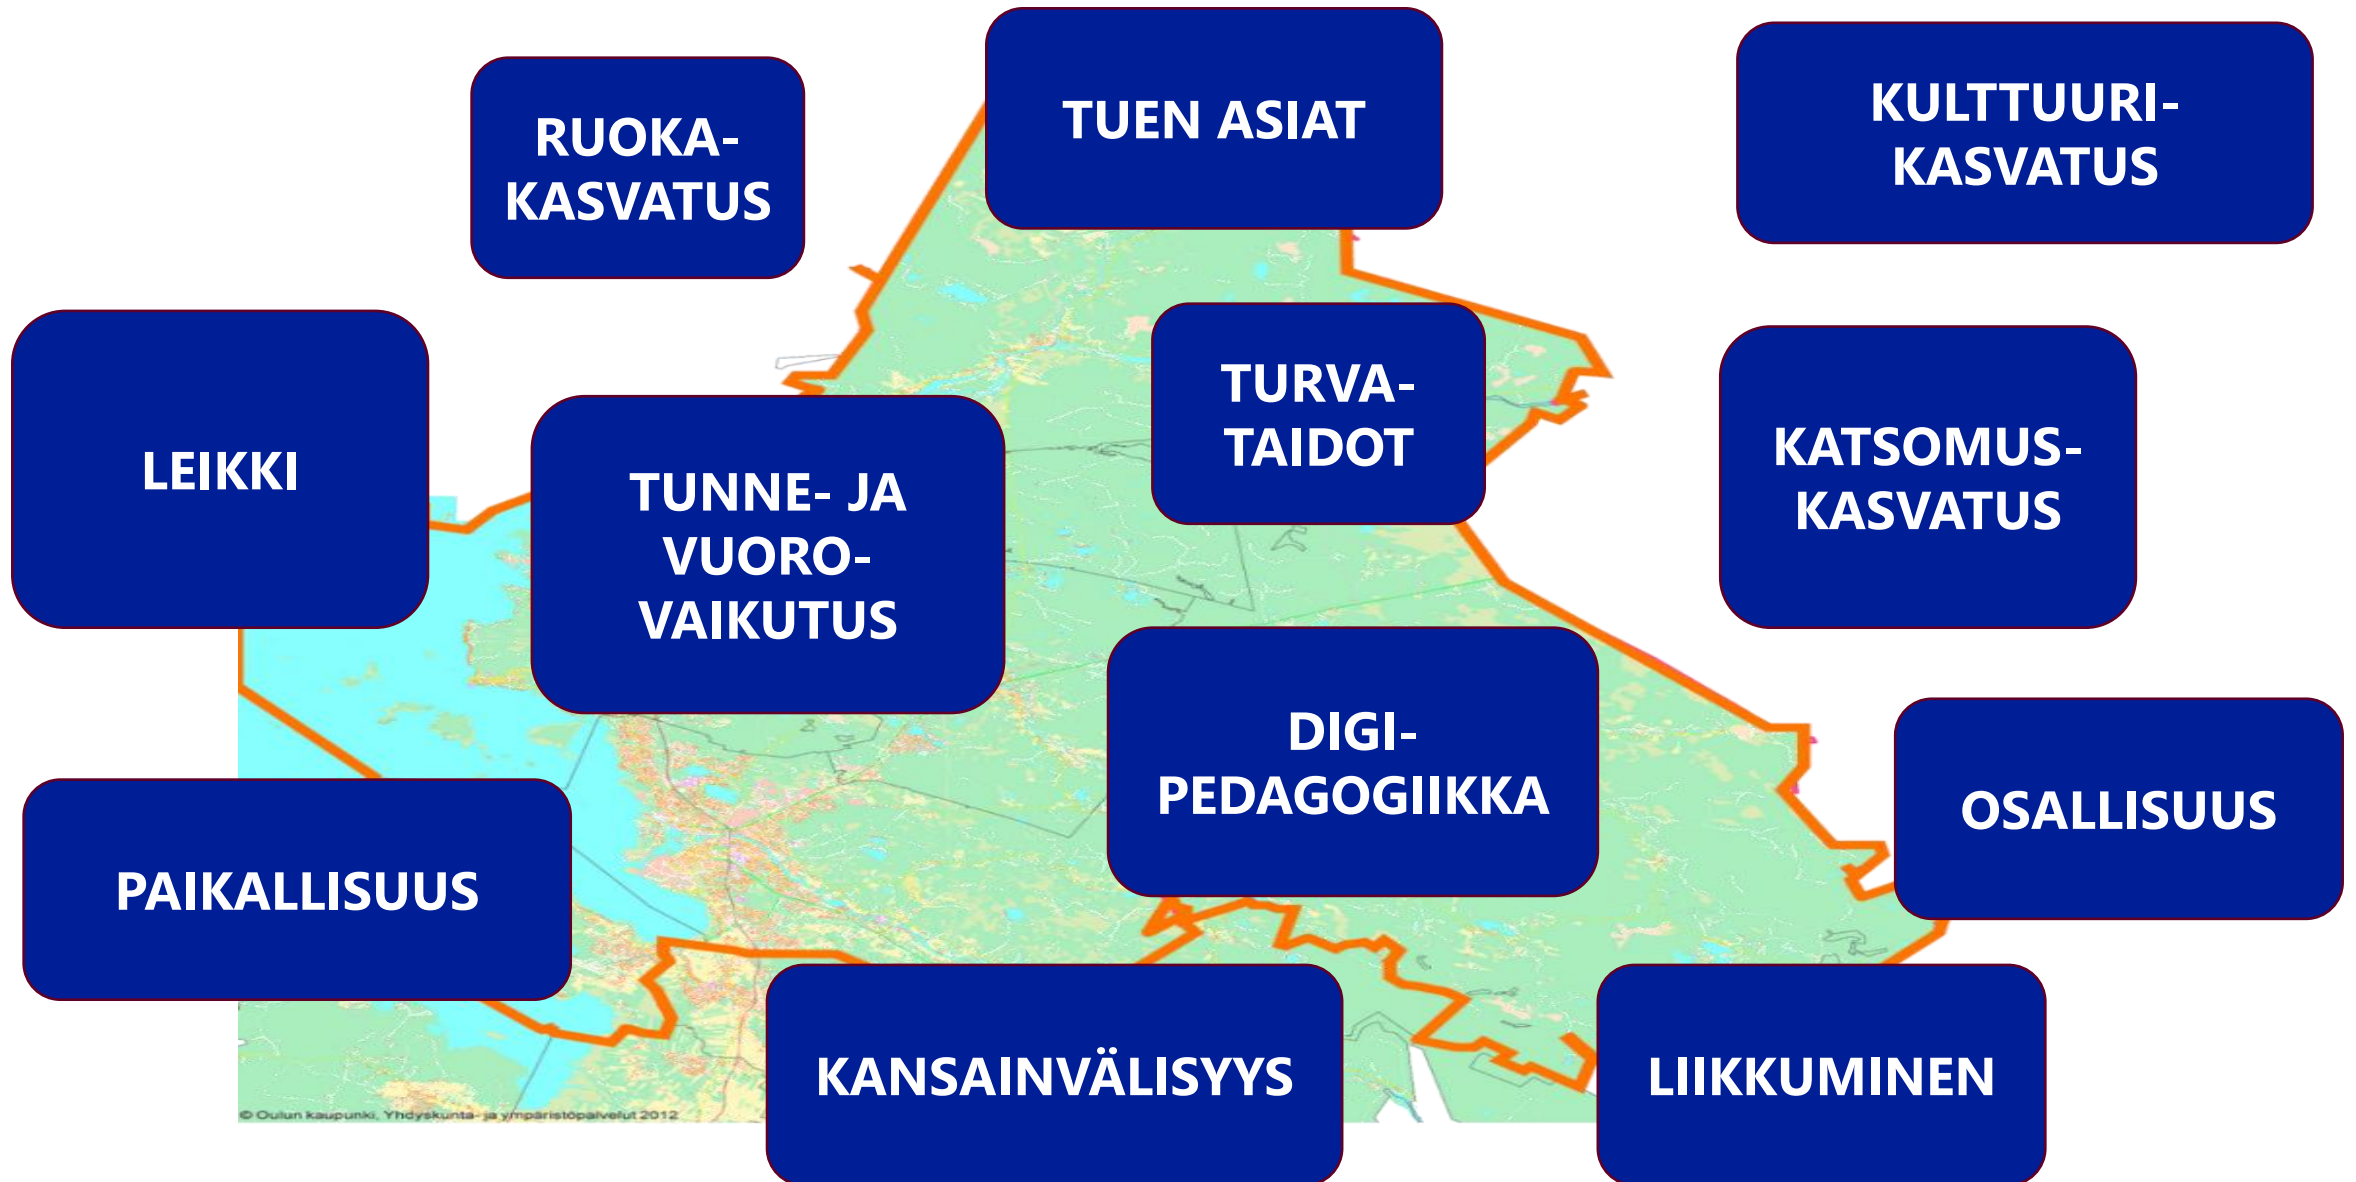 RUOKA-
KASVATUS
TUEN ASIAT
KULTTUURI-
KASVATUS
LEIKKI
TUNNE- JA
VUORO-
VAIKUTUS
TURVA-
TAIDOT
KATSOMUS-
KASVATUS
DIGI-
PEDAGOGIIKKA
OSALLISUUS
PAIKALLISUUS
KANSAINVÄLISYYS
LIIKKUMINEN
© Oulun kaupunki, Yhdyskunta- ja ympäristöpalvelut 2012